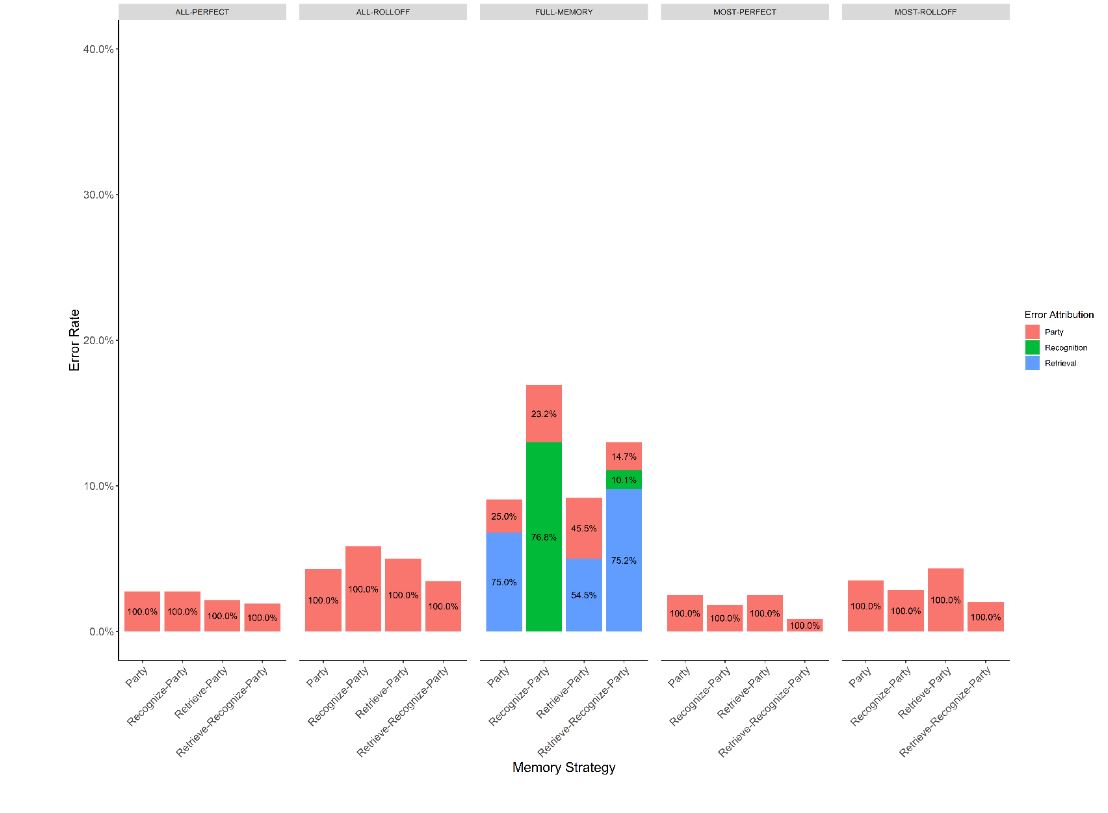 ALL-PERFECT ALL-ROLLOFF FULL-MEMORY MOST-PERFECT MOST-ROLLOFF
40.0%
30.0%
20.0%
10.0%
0.0%
Error Rate
100.0% 100.0% 100.0% 100.0%
100.0% 100.0% 100.0% 100.0%
25.0% 75.0% 23.2% 76.8% 45.5% 54.5% 14.7% 10.1% 75.2%
100.0% 100.0% 100.0% 100.0%
100.0% 100.0% 100.0% 100.0%
Party Recognize-Party Retrieve-Party Retrieve-Recognize-Party
Party Recognize-Party Retrieve-Party Retrieve-Recognize-Party
Party Recognize-Party Retrieve-Party Retrieve-Recognize-Party
Party Recognize-Party Retrieve-Party Retrieve-Recognize-Party
Party Recognize-Party Retrieve-Party Retrieve-Recognize-Party
Memory Strategy
Error Attribution
Party
Recognition
Retrieval